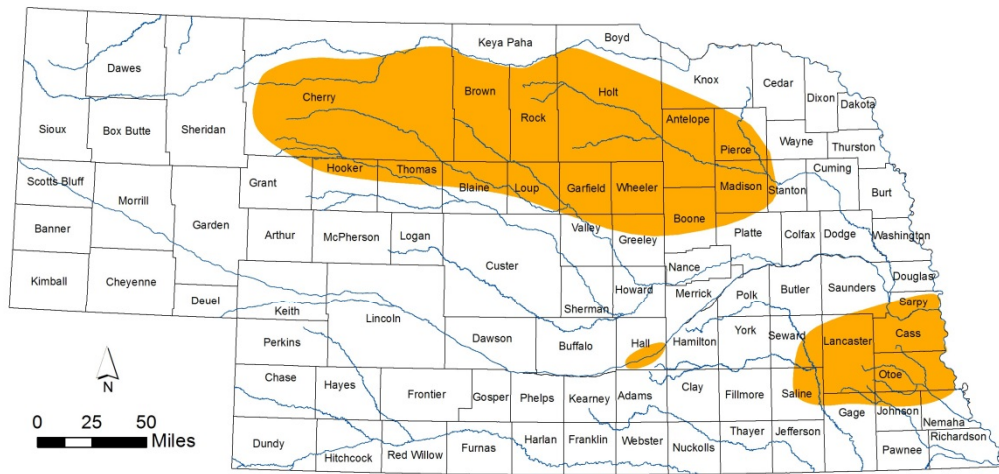 Keya Paha
Boyd
Dawes
Knox
Cedar
Dixon
Dakota
Cherry
Brown
Rock
Holt
Antelope
Pierce
Wayne
Thurston
Sioux
Box Butte
Sheridan
Scotts Bluff
Morrill
Grant
Hooker
Thomas
Blaine
Loup
Garfield
Wheeler
Madison
Stanton
Cuming
Burt
Banner
Garden
Arthur
McPherson
Logan
Custer
Valley
Greeley
Boone
Platte
Colfax
Dodge
Washington
Kimball
Cheyenne
Deuel
Keith
Lincoln
Sherman
Howard
Nance
Merrick
Polk
Butler
Saunders
Douglas
Sarpy
Perkins
Dawson
Buffalo
Hall
Hamilton
York
Seward
Lancaster
Cass
Otoe
Chase
Hayes
Frontier
Gosper
Phelps
Kearney
Adams
Clay
Fillmore
Saline
Gage
Johnson
Nemaha
Dundy
Hitchcock
Red Willow
Furnas
Harlan
Franklin
Webster
Nuckolls
Thayer
Jefferson
Pawnee
Richardson
N
0 25 50
Miles